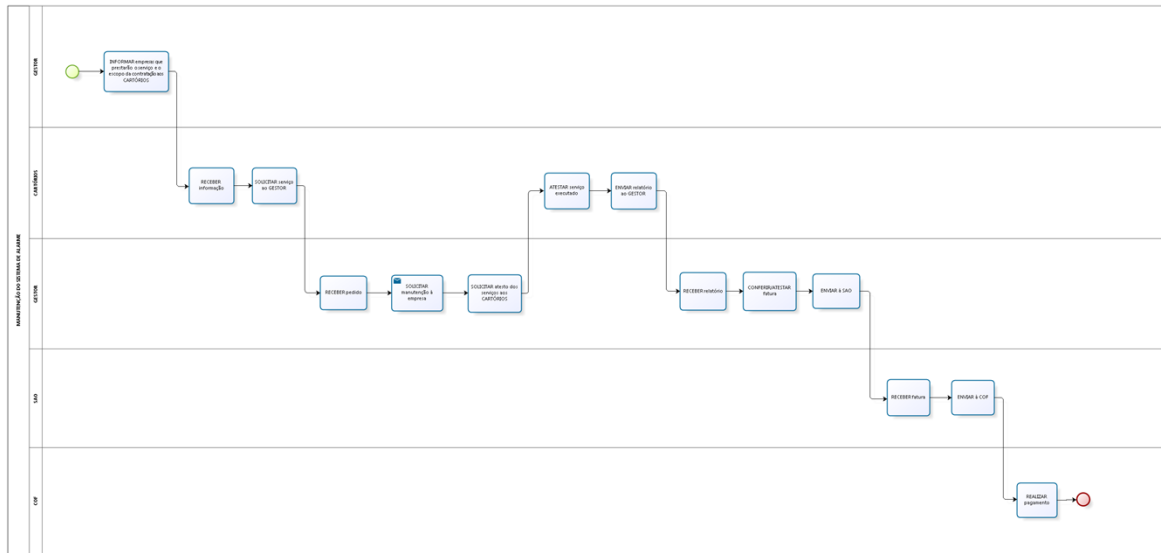 MANUTENÇÃO DO SISTEMA DE ALARME
GESTOR
INFORMAR empresa que
prestarão o serviço e o
escopo da contratação aos
CARTÓRIOS
CARTÓRIOS
RECEBER
informação
SOLICITAR serviço
ao GESTOR
ATESTAR serviço
executado
ENVIAR relatório
ao GESTOR
GESTOR
RECEBER pedido
SOLICITAR
manutenção à
empresa
SOLICITAR atesto dos
serviços aos
CARTÓRIOS
RECEBER relatório
CONFERIR/ATESTAR
fatura
ENVIAR À SAO
SAO
RECEBER fatura
ENVIAR à COF
COF
REALIZAR
pagamento